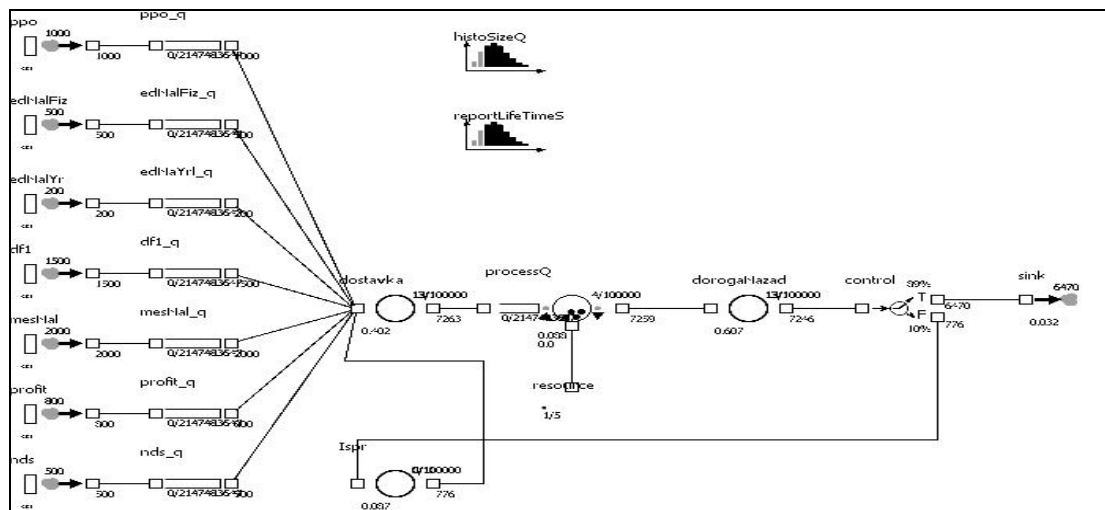 ppo
ppo_q
1000
1000
histoSizeQ
edNalFiz
edNalFiz_q
500
500
reportLifeTimeS
edNalYr
edNaYrl_q
200
200
df1
df1_q
1500
1500
mesNal
mesNal_q
2000
2000
profit
profit_q
800
800
nds
nds_q
500
500
dostavka
13/100000
0.402
7263
processQ
4/100000
0.0
7259
resource
1/5
dorogaNazad
13/100000
0.607
7246
control
89%
T
6470
F
10%
776
sink
6470
0.032
Ispr
0/100000
0.087
776